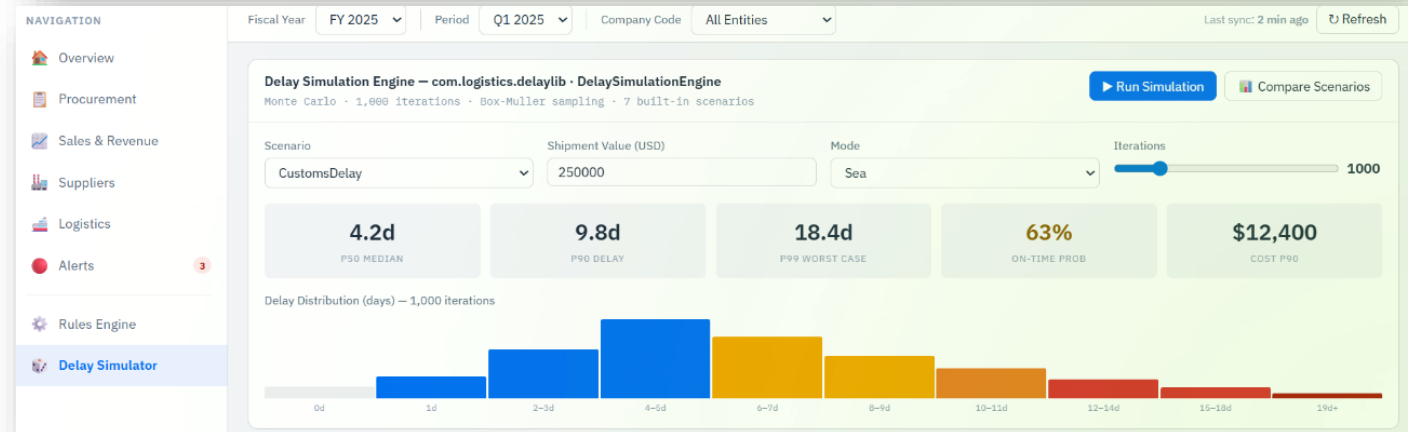 NAVIGATION
Overview
Procurement
Sales & Revenue
Suppliers
Logistics
Alerts 3
Rules Engine
Delay Simulator
Fiscal Year FY 2025 Period Q1 2025 Company Code All Entities Last sync: 2 min ago ↻ Refresh
Delay Simulation Engine — com.logistics.delaylib · DelaySimulationEngine
Monte Carlo · 1,000 iterations · Box-Muller sampling · 7 built-in scenarios
▶ Run Simulation Compare Scenarios
Scenario Shipment Value (USD) Mode Iterations
CustomsDelay 250000 Sea 1000
4.2d 9.8d 18.4d 63% $12,400
P50 MEDIAN P90 DELAY P99 WORST CASE ON-TIME PROB COST P90
Delay Distribution (days) — 1,000 iterations
0d 1d 2–3d 4–5d 6–7d 8–9d 10–11d 12–14d 15–18d 19d+